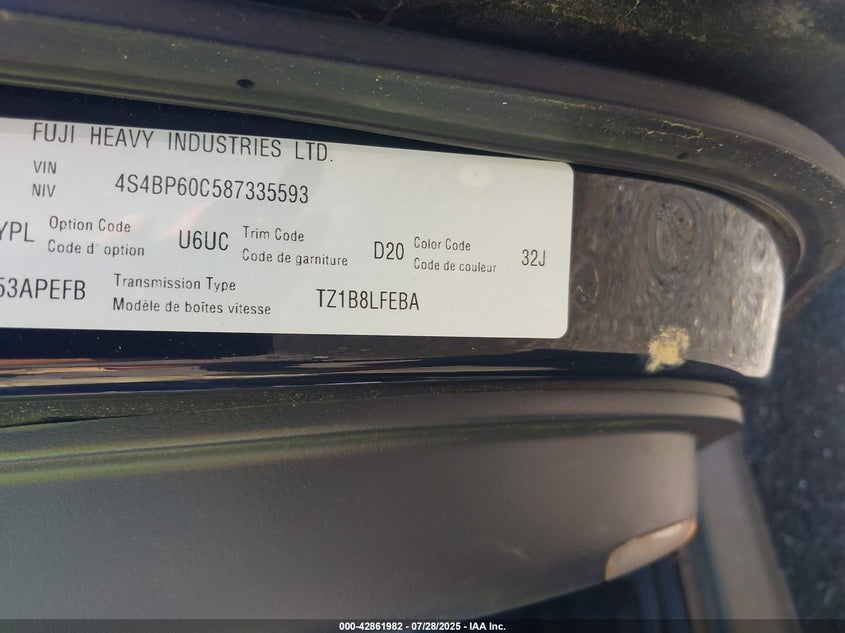 FUJI HEAVY INDUSTRIES LTD.
VIN
NIV
4S4BP60C587335593
YPL Option Code U6UC Trim Code D20 Color Code 32J
Code d' option Code de garniture Code de couleur
53APEFB Transmission Type TZ1B8LFEBA
Modèle de boîtes vitesse
000-42861982 - 07/28/2025 - IAA Inc.